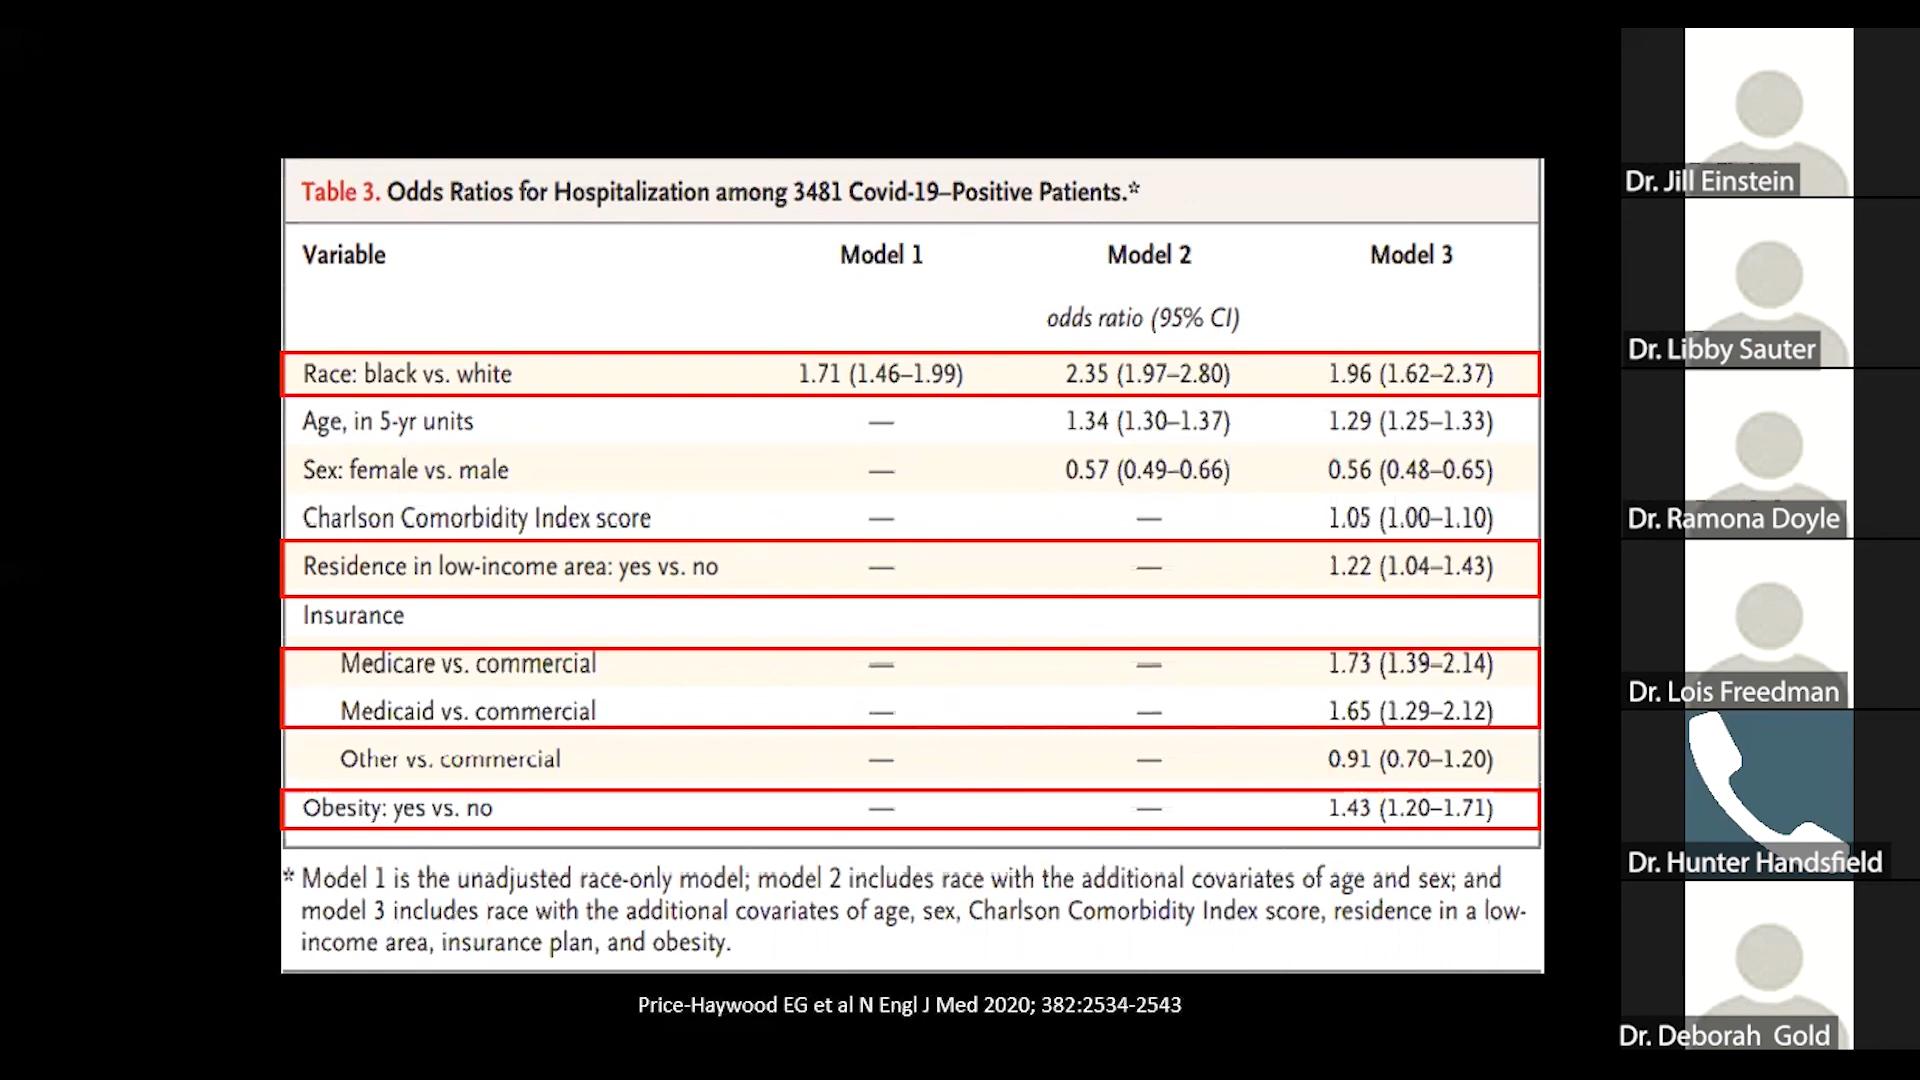 Table 3. Odds Ratios for Hospitalization among 3481 Covid-19–Positive Patients.*
Variable Model 1 Model 2 Model 3
odds ratio (95% CI)
Race: black vs. white 1.71 (1.46–1.99) 2.35 (1.97–2.80) 1.96 (1.62–2.37)
Age, in 5-yr units — 1.34 (1.30–1.37) 1.29 (1.25–1.33)
Sex: female vs. male — 0.57 (0.49–0.66) 0.56 (0.48–0.65)
Charlson Comorbidity Index score — — 1.05 (1.00–1.10)
Residence in low-income area: yes vs. no — — 1.22 (1.04–1.43)
Insurance
Medicare vs. commercial — — 1.73 (1.39–2.14)
Medicaid vs. commercial — — 1.65 (1.29–2.12)
Other vs. commercial — — 0.91 (0.70–1.20)
Obesity: yes vs. no — — 1.43 (1.20–1.71)
* Model 1 is the unadjusted race-only model; model 2 includes race with the additional covariates of age and sex; and
model 3 includes race with the additional covariates of age, sex, Charlson Comorbidity Index score, residence in a low-
income area, insurance plan, and obesity.
Price-Haywood EG et al N Engl J Med 2020; 382:2534-2543
Dr. Jill Einstein
Dr. Libby Sauter
Dr. Ramona Doyle
Dr. Lois Freedman
Dr. Hunter Handsfield
Dr. Deborah Gold